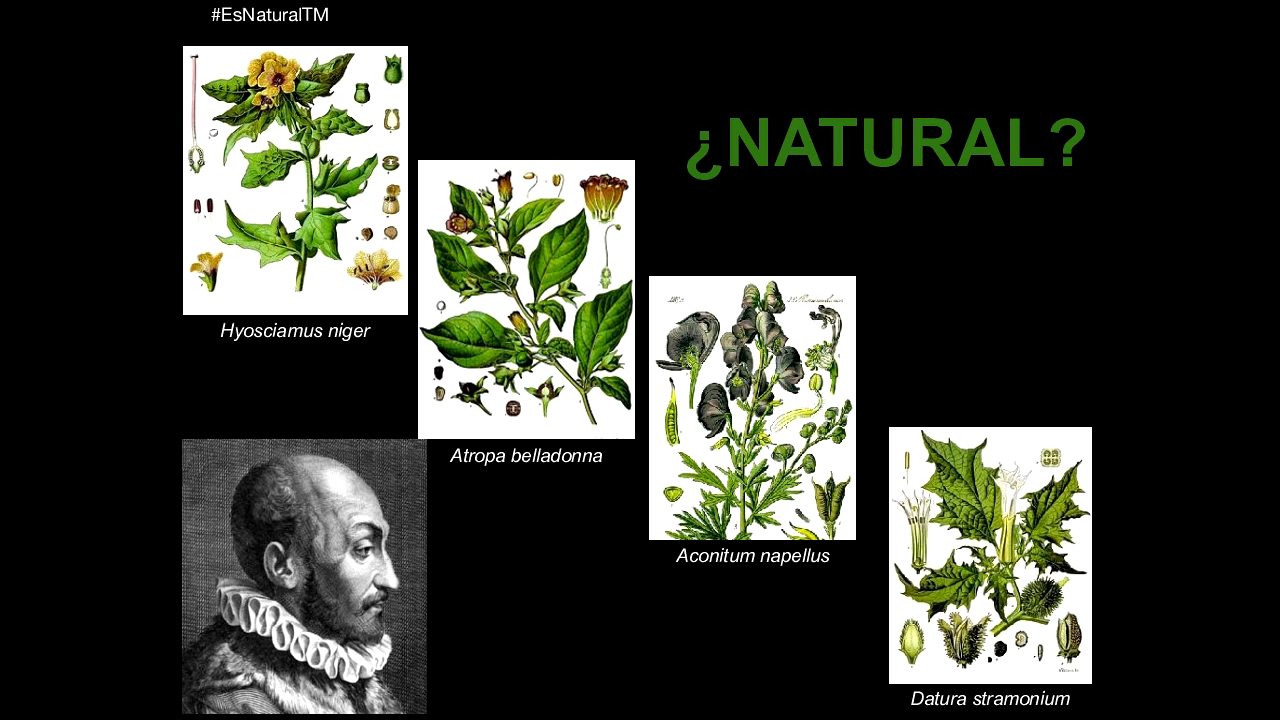 #EsNaturalTM
¿NATURAL?
Hyosciamus niger
Atropa belladonna
Aconitum napellus
Datura stramonium